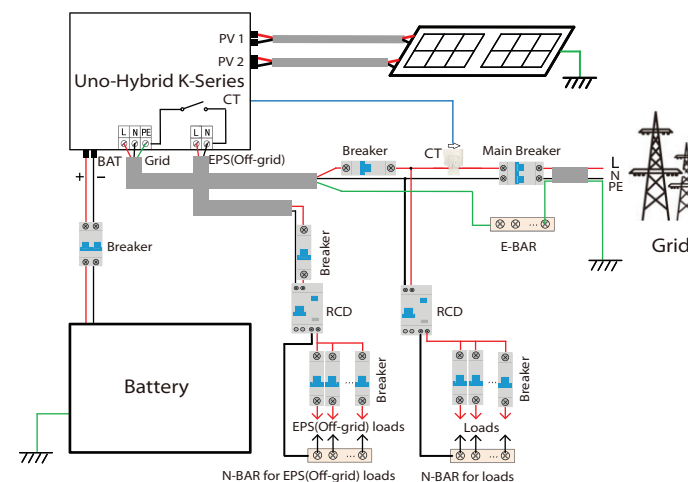 PV 1
PV 2
Uno-Hybrid K-Series
CT
L N PE
L N
BAT
Grid
EPS(Off-grid)
+
−
Breaker
CT
Main Breaker
L
N
PE
E-BAR
Grid
Breaker
Breaker
RCD
RCD
Battery
Breaker
Breaker
EPS(Off-grid) loads
Loads
N-BAR for EPS(Off-grid) loads
N-BAR for loads